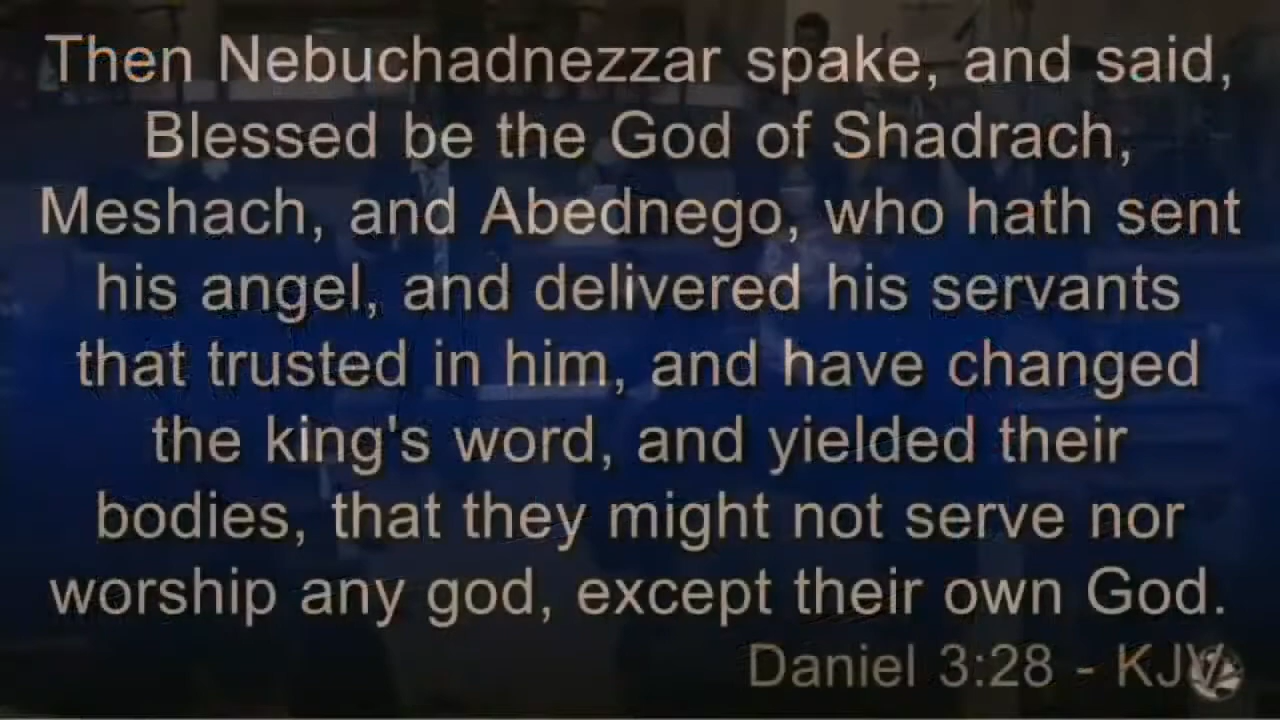 Then Nebuchadnezzar spake, and said,
Blessed be the God of Shadrach,
Meshach, and Abednego, who hath sent
his angel, and delivered his servants
that trusted in him, and have changed
the king's word, and yielded their
bodies, that they might not serve nor
worship any god, except their own God.
Daniel 3:28 - KJV